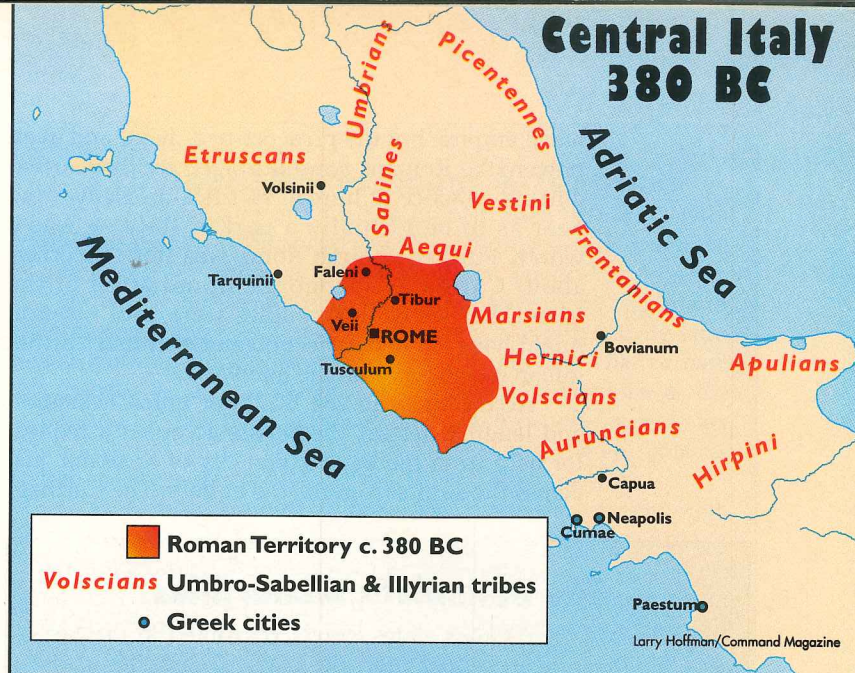 Central Italy
380 BC
Umbrians
Picentennes
Adriatic Sea
Etruscans
Volsinii
Sabines
Vestini
Aequi
Frentanians
Mediterranean Sea
Tarquinii
Faleni
Tibur
Veii
ROME
Marsians
Bovianum
Tusculum
Hernici
Apulians
Volscians
Auruncians
Hirpini
Capua
Neapolis
Cumae
Roman Territory c. 380 BC
Volscians Umbro-Sabellian & Illyrian tribes
Greek cities
Paestum
Larry Hoffman/Command Magazine